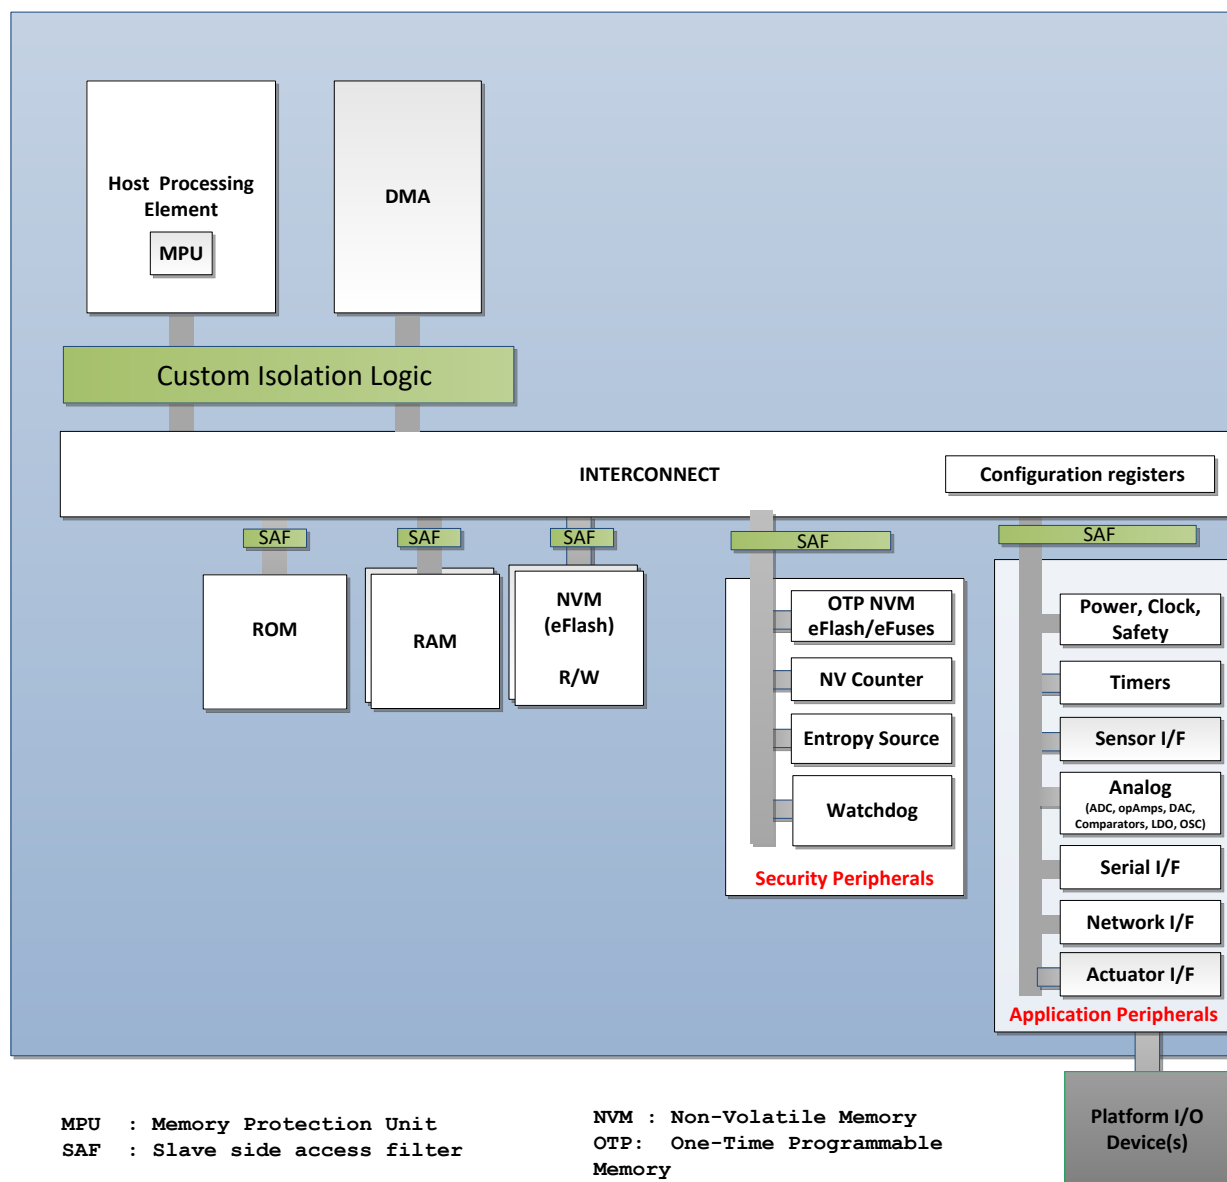 Host Processing
Element
MPU
DMA
Custom Isolation Logic
INTERCONNECT
Configuration registers
SAF
SAF
SAF
SAF
SAF
ROM
RAM
NVM
(eFlash)
R/W
OTP NVM
eFlash/eFuses
NV Counter
Entropy Source
Watchdog
Security Peripherals
Power, Clock,
Safety
Timers
Sensor I/F
Analog
(ADC, opAmps, DAC,
Comparators, LDO, OSC)
Serial I/F
Network I/F
Actuator I/F
Application Peripherals
Platform I/O
Device(s)
MPU : Memory Protection Unit
SAF : Slave side access filter
NVM : Non-Volatile Memory
OTP: One-Time Programmable
Memory